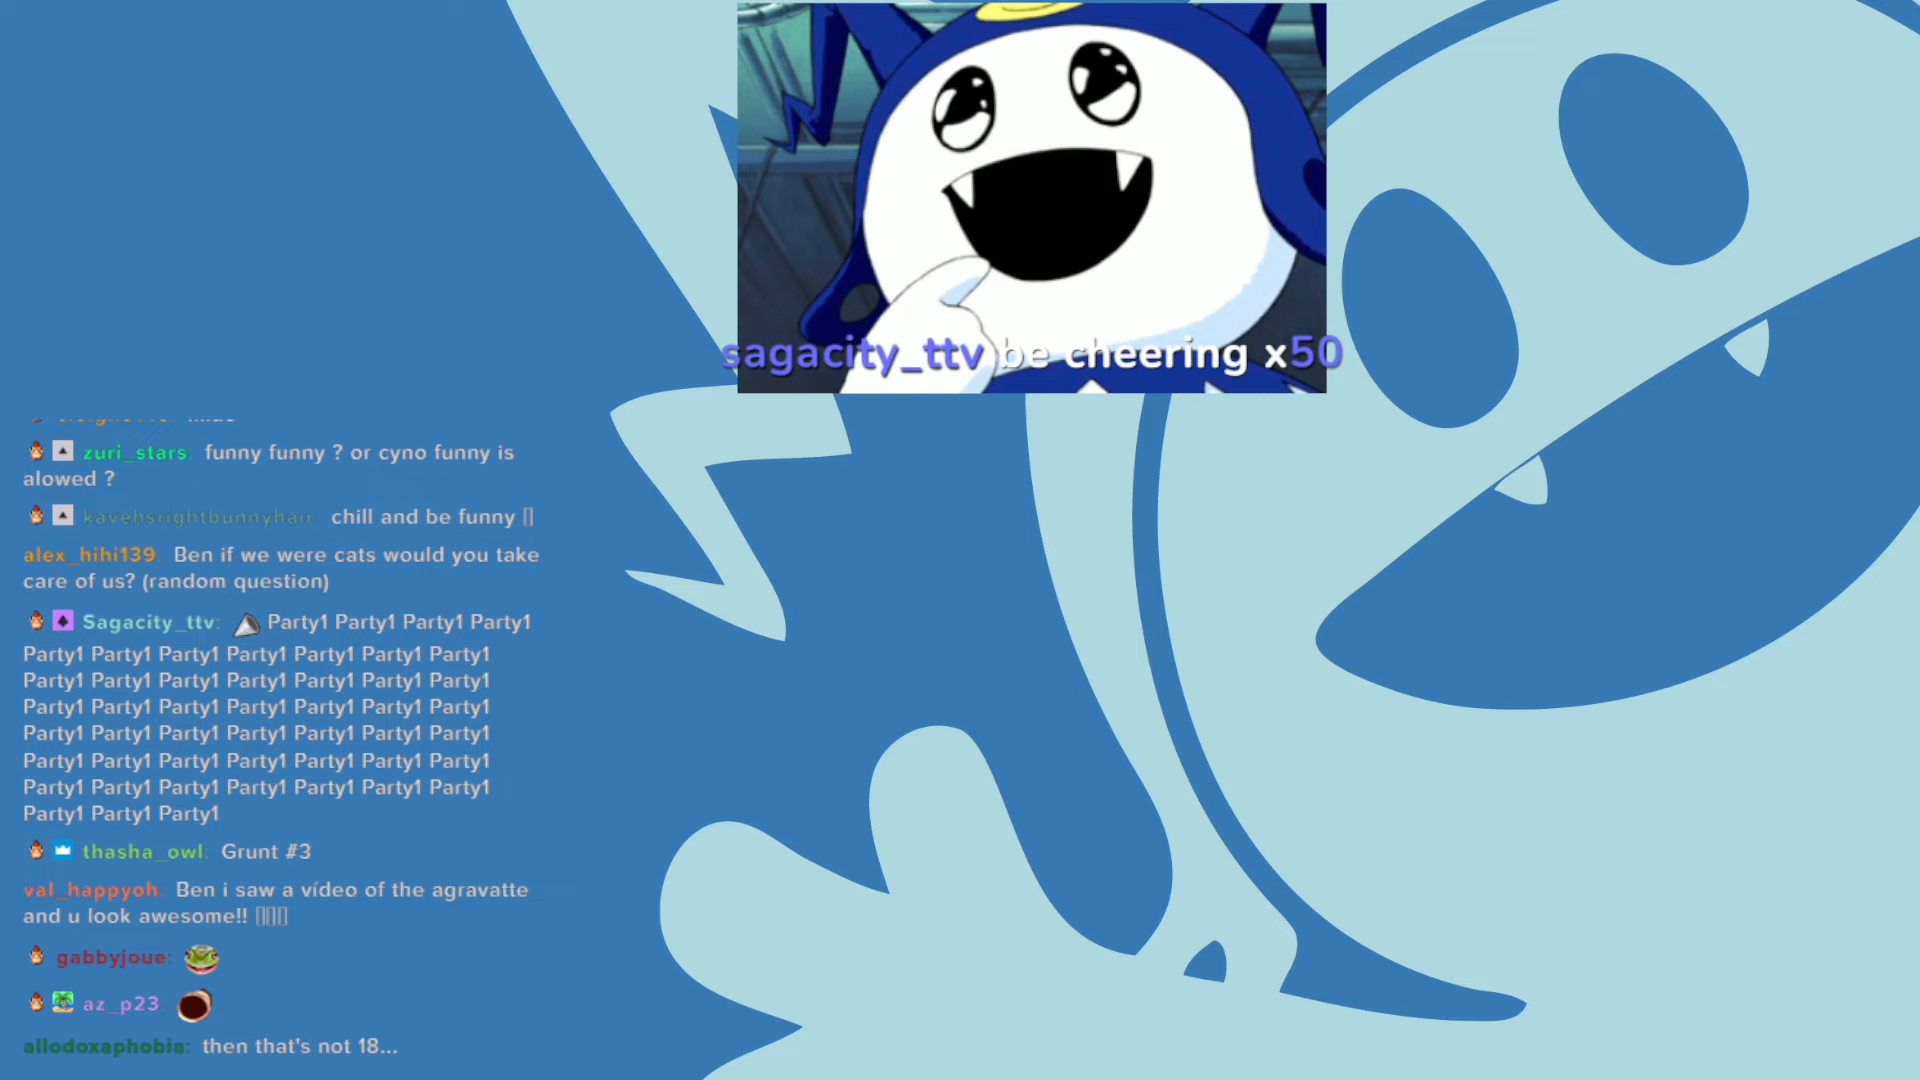 sagacity_ttv be cheering x50
zuri_stars: funny funny ? or cyno funny is
alowed ?
kavehsrightbunnyhair: chill and be funny
alex_hihi139: Ben if we were cats would you take
care of us? (random question)
Sagacity_ttv: Party1 Party1 Party1 Party1
Party1 Party1 Party1 Party1 Party1 Party1 Party1
Party1 Party1 Party1 Party1 Party1 Party1 Party1
Party1 Party1 Party1 Party1 Party1 Party1 Party1
Party1 Party1 Party1 Party1 Party1 Party1 Party1
Party1 Party1 Party1 Party1 Party1 Party1 Party1
Party1 Party1 Party1 Party1 Party1 Party1 Party1
Party1 Party1 Party1
thasha_owl: Grunt #3
val_happyoh: Ben i saw a vídeo of the agravatte
and u look awesome!!
gabbyjoue:
az_p23:
allodoxaphobia: then that's not 18...